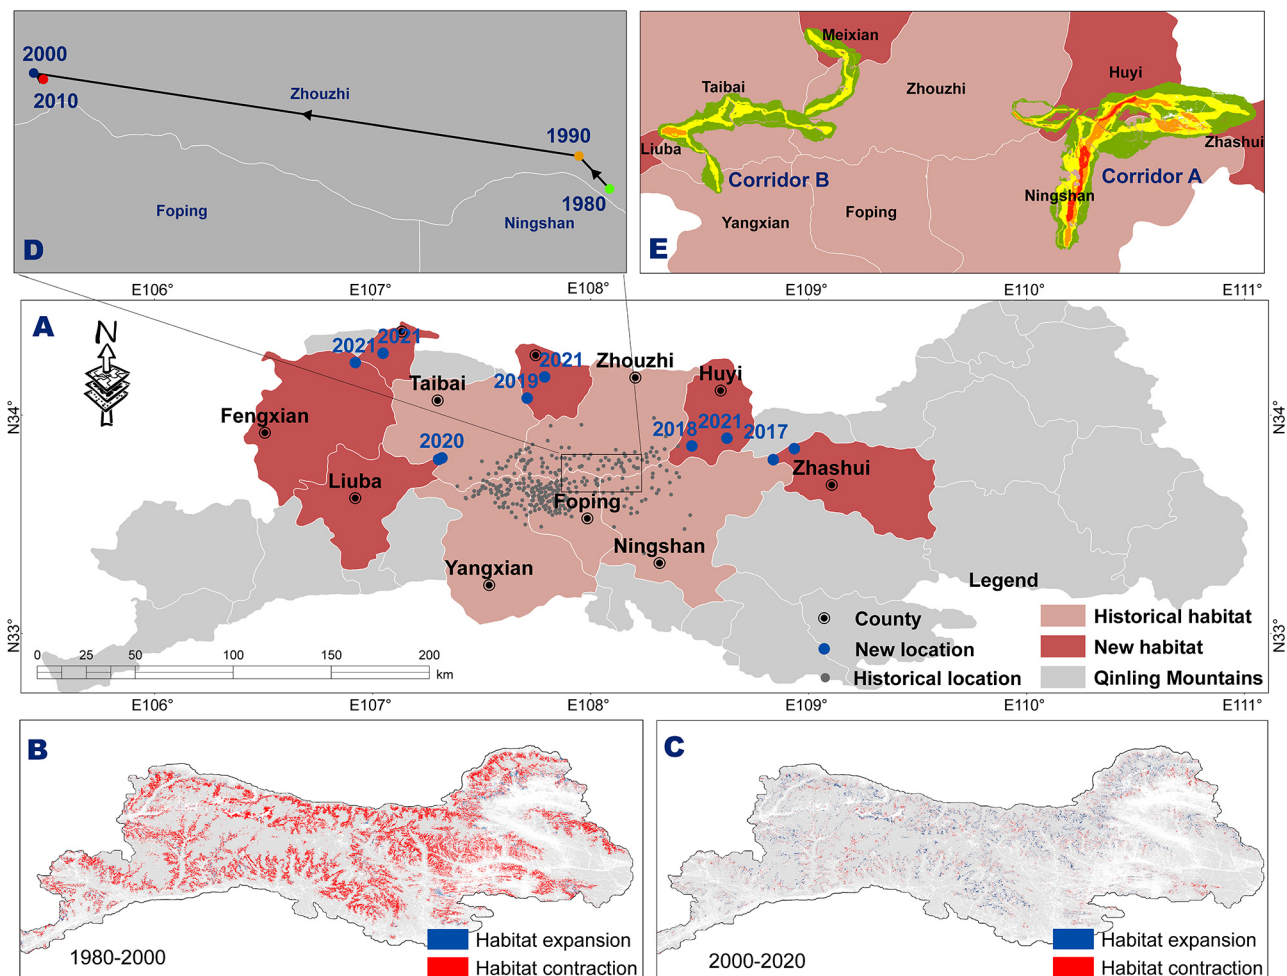 2000
2010
Zhouzhi
1990
1980
Foping
Ningshan
D
Meixian
Huyi
Taibai
Zhouzhi
Liuba
Zhashui
Corridor B
Corridor A
Ningshan
Yangxian
Foping
E
E106°
E107°
E108°
E109°
E110°
E111°
A
N
2021
2021
2021
2019
Zhouzhi
Huyi
Taibai
Fengxian
N34°
N34°
2020
2018
2021
2017
Liuba
Zhashui
Foping
Ningshan
Yangxian
Legend
County
New location
Historical location
Historical habitat
New habitat
Qinling Mountains
N33°
N33°
0 25 50 100 150 200
km
E106°
E107°
E108°
E109°
E110°
E111°
B
1980-2000
Habitat expansion
Habitat contraction
C
2000-2020
Habitat expansion
Habitat contraction